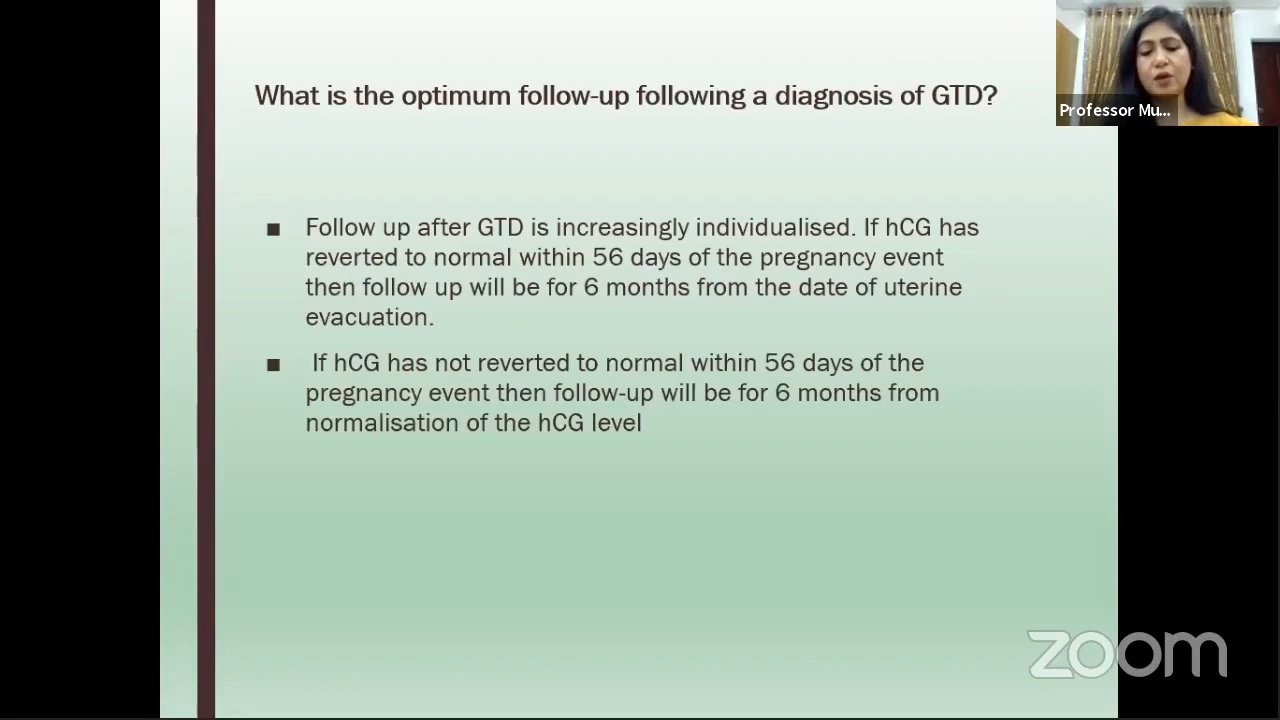 What is the optimum follow-up following a diagnosis of GTD?
Professor Mu...
■ Follow up after GTD is increasingly individualised. If hCG has
reverted to normal within 56 days of the pregnancy event
then follow up will be for 6 months from the date of uterine
evacuation.
■ If hCG has not reverted to normal within 56 days of the
pregnancy event then follow-up will be for 6 months from
normalisation of the hCG level
zoom